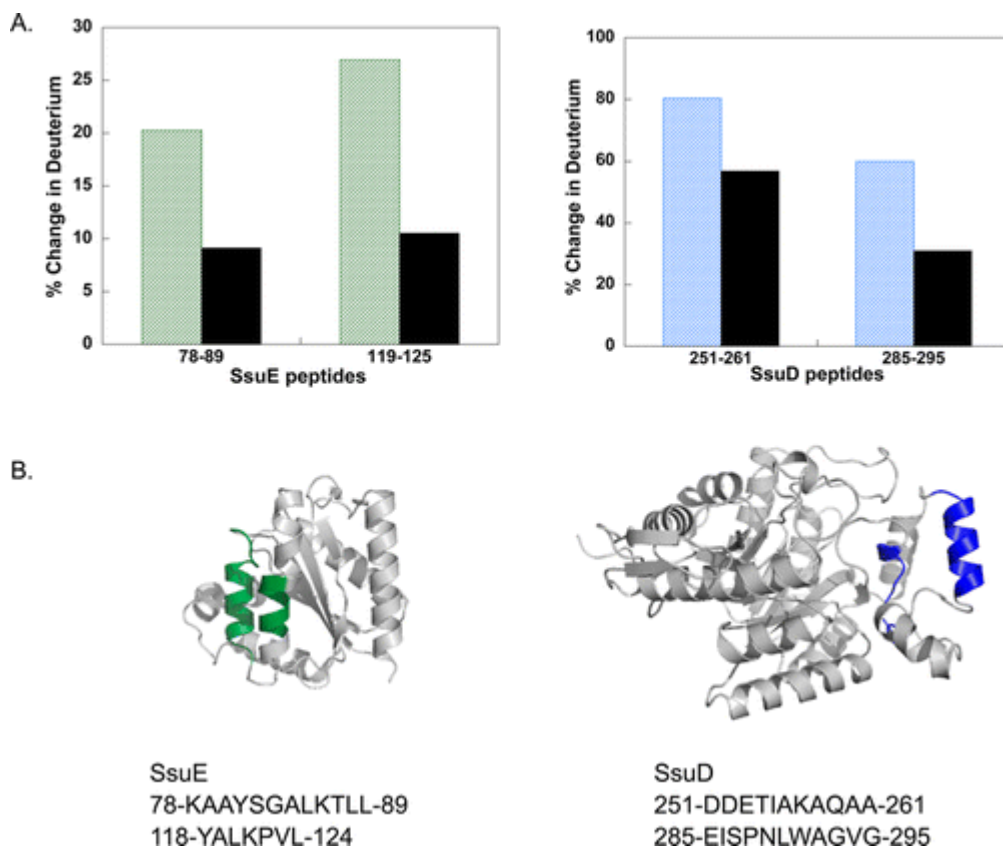 A.
% Change in Deuterium
30
25
20
15
10
5
0
78-89
119-125
SsuE peptides
% Change in Deuterium
100
80
60
40
20
0
251-261
285-295
SsuD peptides
B.
SsuE
78-KAAYSGALKTLL-89
118-YALKPVL-124
SsuD
251-DDETIAKAQAA-261
285-EISPNLWAGVG-295